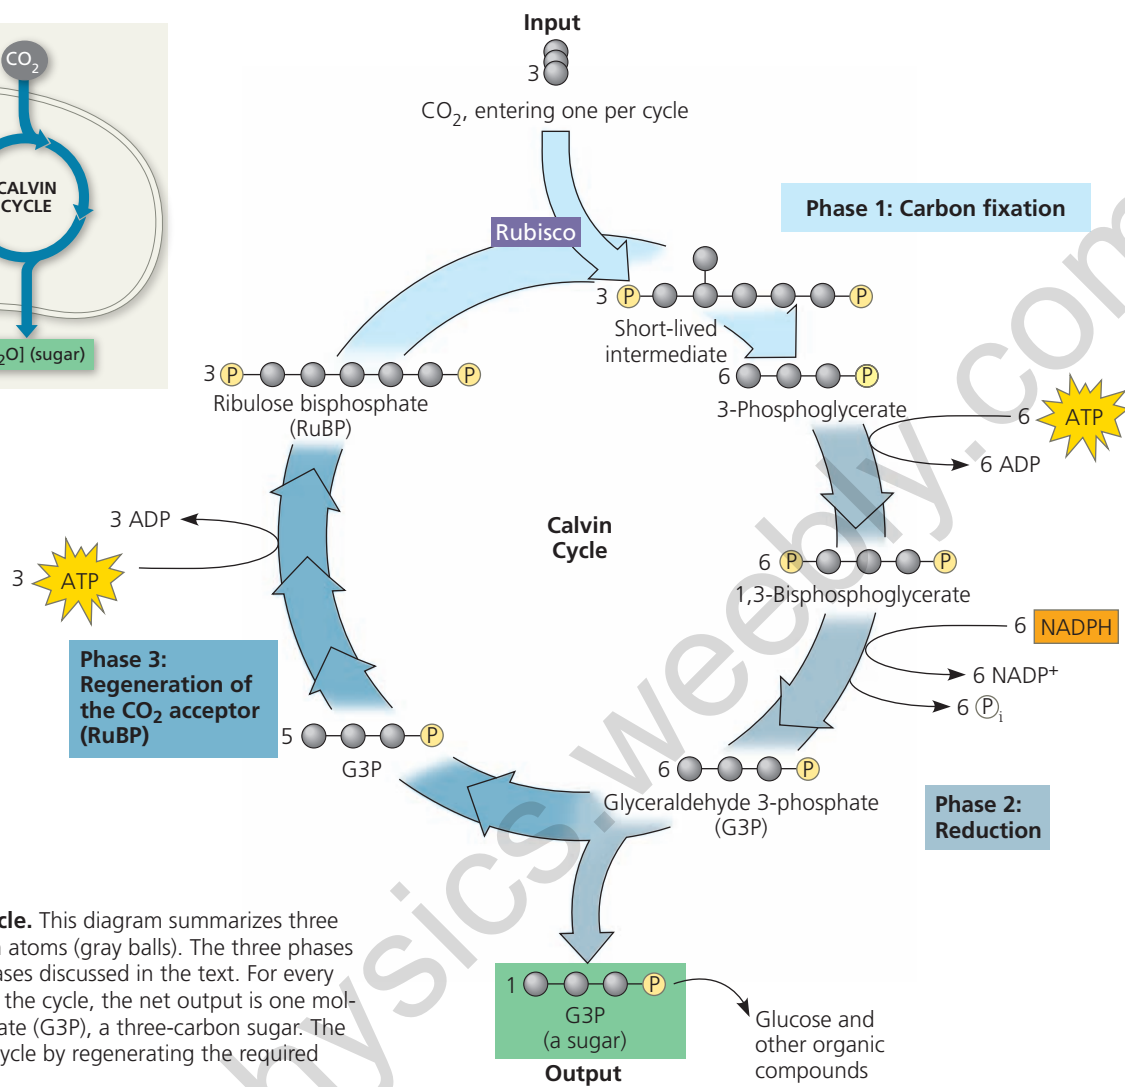 Input
3
CO2, entering one per cycle
CO2
CALVIN
CYCLE
2O] (sugar)
Phase 1: Carbon fixation
Rubisco
3 P P
Short-lived
intermediate
3 P P
Ribulose bisphosphate
(RuBP)
6 P
3-Phosphoglycerate
6 ATP
6 ADP
3 ADP
3 ATP
Calvin
Cycle
6 P P
1,3-Bisphosphoglycerate
6 NADPH
6 NADP+
6 Pi
Phase 3:
Regeneration of
the CO2 acceptor
(RuBP)
5 P
G3P
6 P
Glyceraldehyde 3-phosphate
(G3P)
Phase 2:
Reduction
cle. This diagram summarizes three
atoms (gray balls). The three phases
ases discussed in the text. For every
the cycle, the net output is one mol-
ate (G3P), a three-carbon sugar. The
ycle by regenerating the required
1 P
G3P
(a sugar)
Output
Glucose and
other organic
compounds
hysics.weebly.com